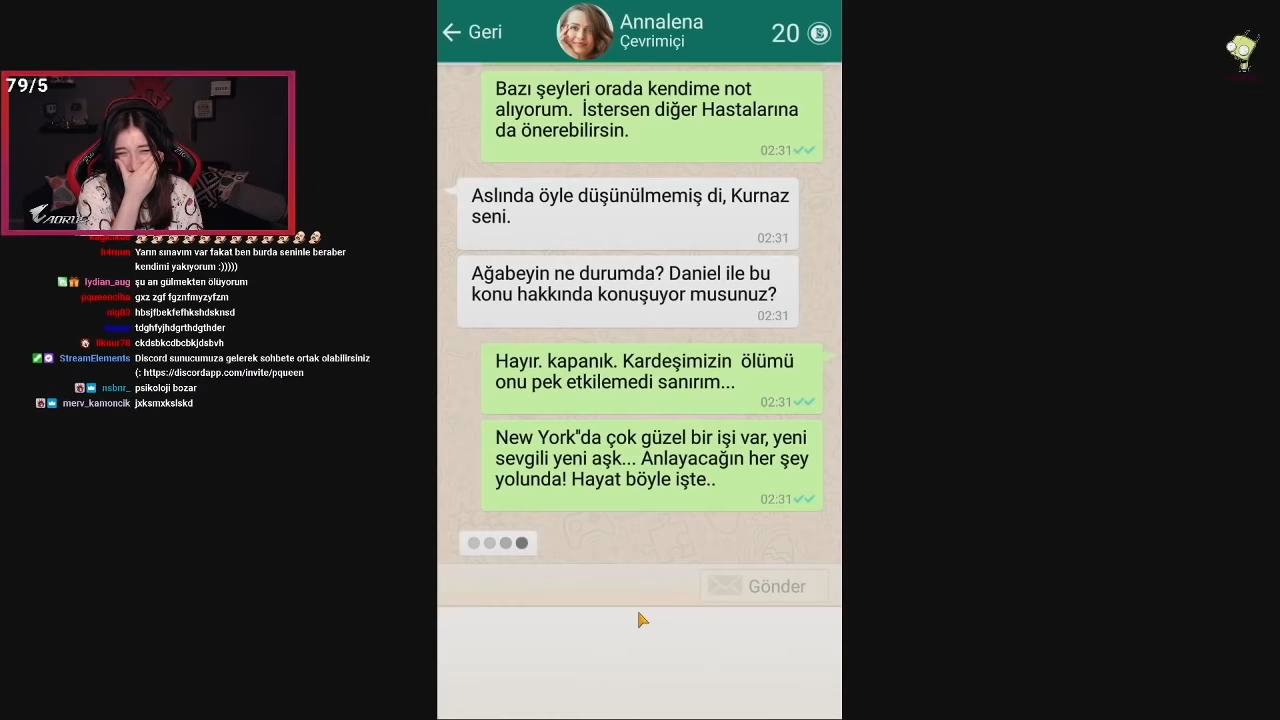 79/5
AORUS
Yarın sınavım var fakat ben burda seninle beraber
kendimi yakıyorum :)))))
lydian_aug şu an gülmekten ölüyorum
gxz zgf fgznfmyzyfzm
hbsjfbekfefhkshdsknsd
tdghfyjhdgrthdgthder
ckdsbkcdbcbkjdsbvh
StreamElements Discord sunucumuza gelerek sohbete ortak olabilirsiniz
(: https://discordapp.com/invite/pqueen
nsbnr_ psikoloji bozar
merv_kamoncik jxksmxkslskd
Geri
Annalena
Çevrimiçi
20
Bazı şeyleri orada kendime not
alıyorum. İstersen diğer Hastalarına
da önerebilirsin.
02:31
Aslında öyle düşünülmemiş di, Kurnaz
seni.
02:31
Ağabeyin ne durumda? Daniel ile bu
konu hakkında konuşuyor musunuz?
02:31
Hayır. kapanık. Kardeşimizin ölümü
onu pek etkilemedi sanırım...
02:31
New York"da çok güzel bir işi var, yeni
sevgili yeni aşk... Anlayacağın her şey
yolunda! Hayat böyle işte..
02:31
Gönder